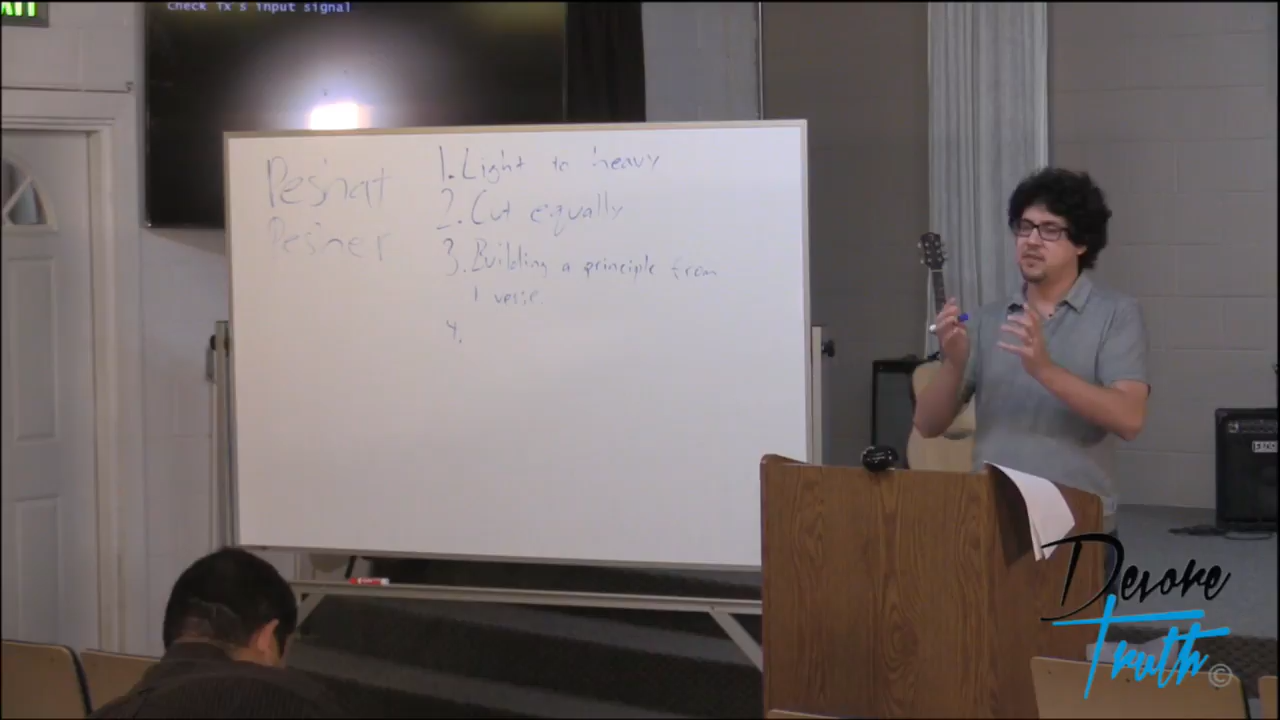 EXIT
Check TX's input signal
Peshat
Pesher
1. Light to heavy
2. Cut equally
3. Building a principle from
1 verse.
4.
Devore
Truth ©